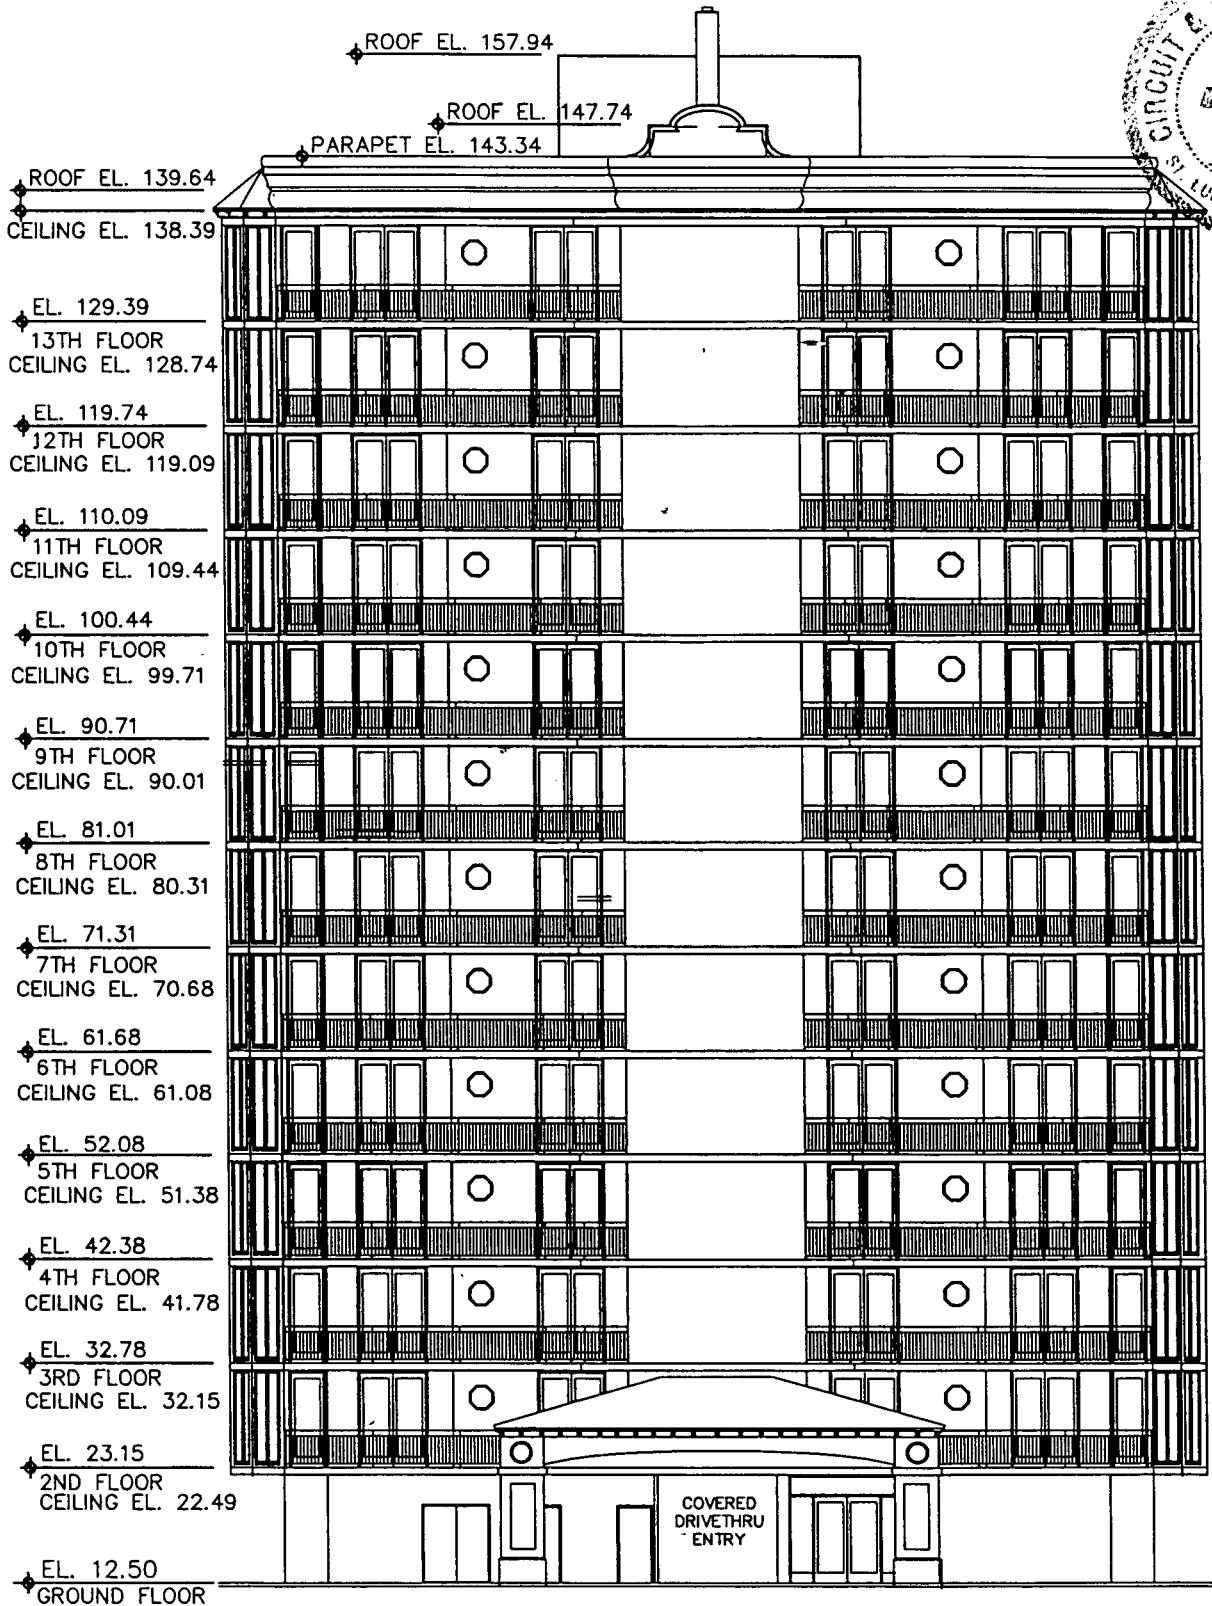 ROOF EL. 157.94
ROOF EL. 147.74
PARAPET EL. 143.34
ROOF EL. 139.64
CEILING EL. 138.39
EL. 129.39
13TH FLOOR
CEILING EL. 128.74
EL. 119.74
12TH FLOOR
CEILING EL. 119.09
EL. 110.09
11TH FLOOR
CEILING EL. 109.44
EL. 100.44
10TH FLOOR
CEILING EL. 99.71
EL. 90.71
9TH FLOOR
CEILING EL. 90.01
EL. 81.01
8TH FLOOR
CEILING EL. 80.31
EL. 71.31
7TH FLOOR
CEILING EL. 70.68
EL. 61.68
6TH FLOOR
CEILING EL. 61.08
EL. 52.08
5TH FLOOR
CEILING EL. 51.38
EL. 42.38
4TH FLOOR
CEILING EL. 41.78
EL. 32.78
3RD FLOOR
CEILING EL. 32.15
EL. 23.15
2ND FLOOR
CEILING EL. 22.49
EL. 12.50
GROUND FLOOR
COVERED
DRIVETHRU
ENTRY
CIRCUIT &